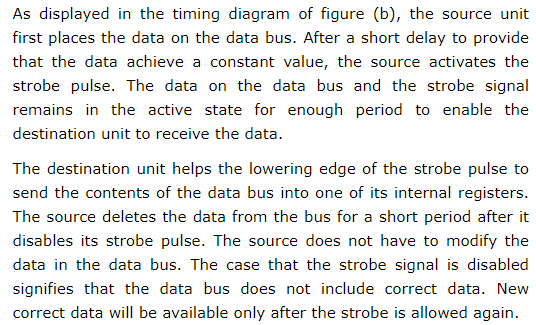 As displayed in the timing diagram of figure (b), the source unit
first places the data on the data bus. After a short delay to provide
that the data achieve a constant value, the source activates the
strobe pulse. The data on the data bus and the strobe signal
remains in the active state for enough period to enable the
destination unit to receive the data.
The destination unit helps the lowering edge of the strobe pulse to
send the contents of the data bus into one of its internal registers.
The source deletes the data from the bus for a short period after it
disables its strobe pulse. The source does not have to modify the
data in the data bus. The case that the strobe signal is disabled
signifies that the data bus does not include correct data. New
correct data will be available only after the strobe is allowed again.